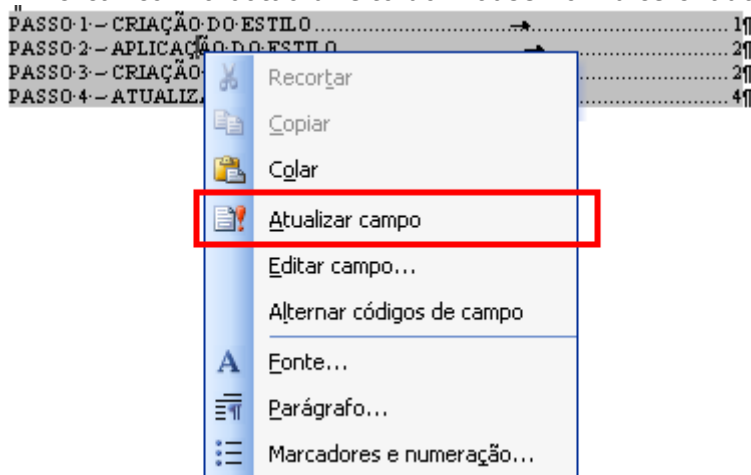 PASSO·1·–·CRIAÇÃO·DO·ESTILO → 1¶
PASSO·2·–·APLICAÇÃO·DO·ESTILO → 2¶
PASSO·3·–·CRIAÇÃO· 2¶
PASSO·4·–·ATUALIZ 4¶
Recortar
Copiar
Colar
Atualizar campo
Editar campo...
Alternar códigos de campo
Fonte...
Parágrafo...
Marcadores e numeração...